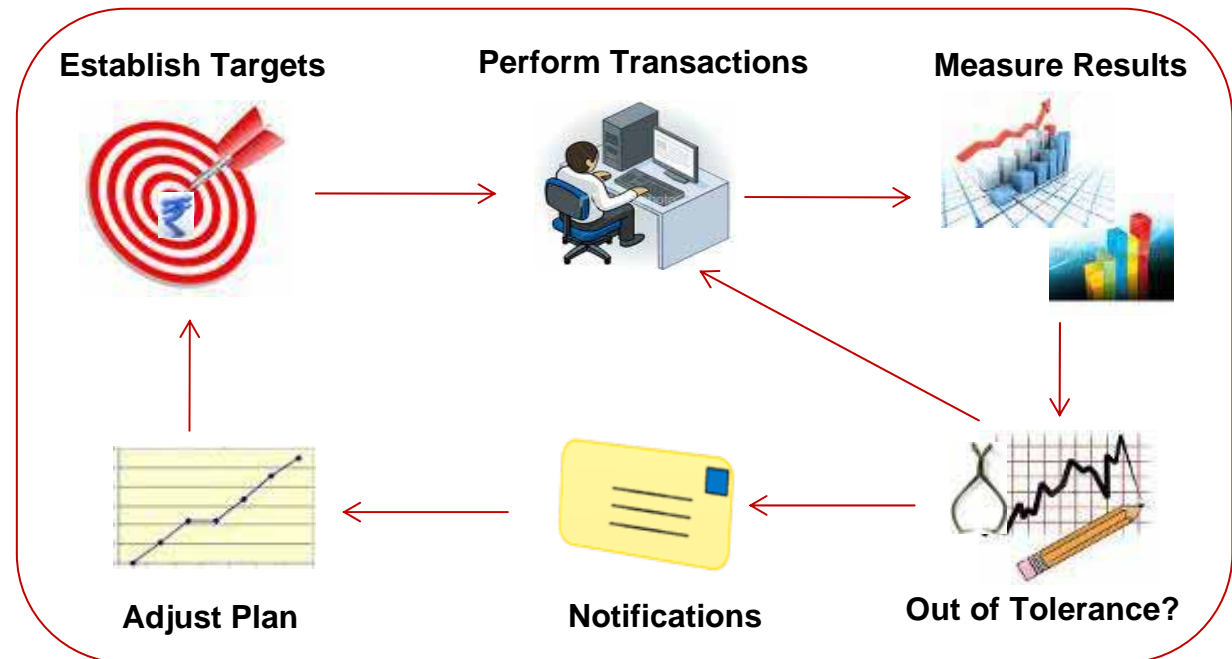 Establish Targets
Perform Transactions
Measure Results
Adjust Plan
Notifications
Out of Tolerance?